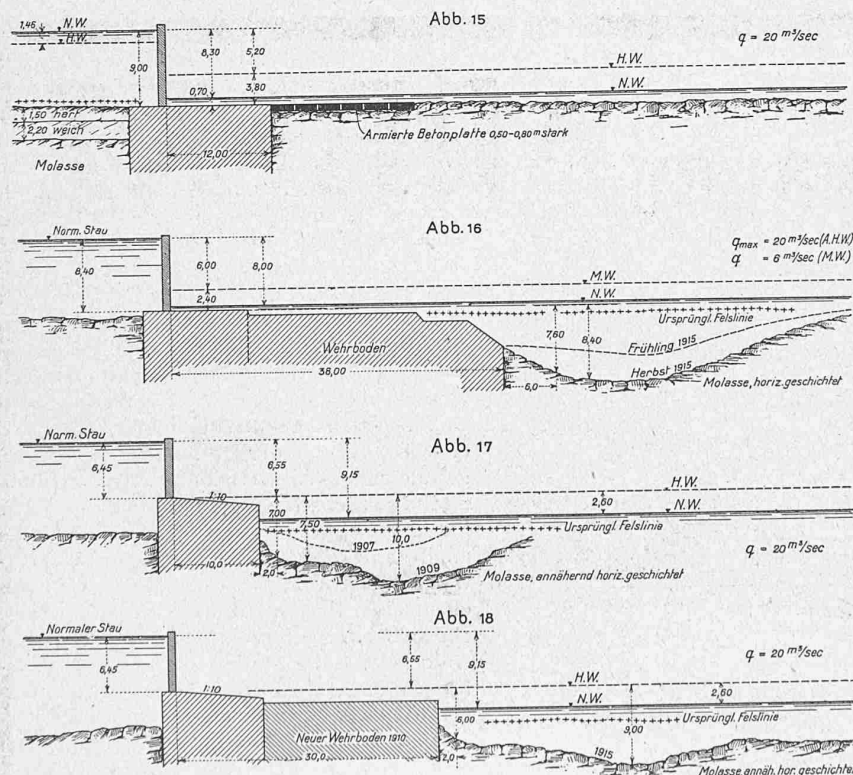 Abb. 15
1,45 N.W.
H.W.
q = 20 m³/sec
9,00
8,30
5,20
H.W.
N.W.
0,70
3,80
1,50 hart
2,20 weich
Armierte Betonplatte 0,50-0,80 m stark
12,00
Molasse
Abb. 16
Norm. Stau
qmax = 20 m³/sec (A.H.W)
q = 6 m³/sec (M.W.)
8,40
6,00
8,00
M.W.
2,40
N.W.
Ursprüngl. Felslinie
7,60
8,40
Wehrboden
Frühling 1915
38,00
Herbst 1915
6,0
Molasse, horiz. geschichtet
Abb. 17
Norm. Stau
6,45
6,55
9,15
H.W.
1:10
2,50
7,00
N.W.
7,50
Ursprüngl. Felslinie
10,0
1907
q = 20 m³/sec
10,0
2,0
1909
Molasse, annähernd horiz. geschichtet
Abb. 18
Normaler Stau
q = 20 m³/sec
6,45
6,55
9,15
H.W.
1:10
2,50
N.W.
6,00
Ursprüngl. Felslinie
9,00
Neuer Wehrboden 1910
1915
30,0
2,0
Molasse annäh. hor. geschichtet